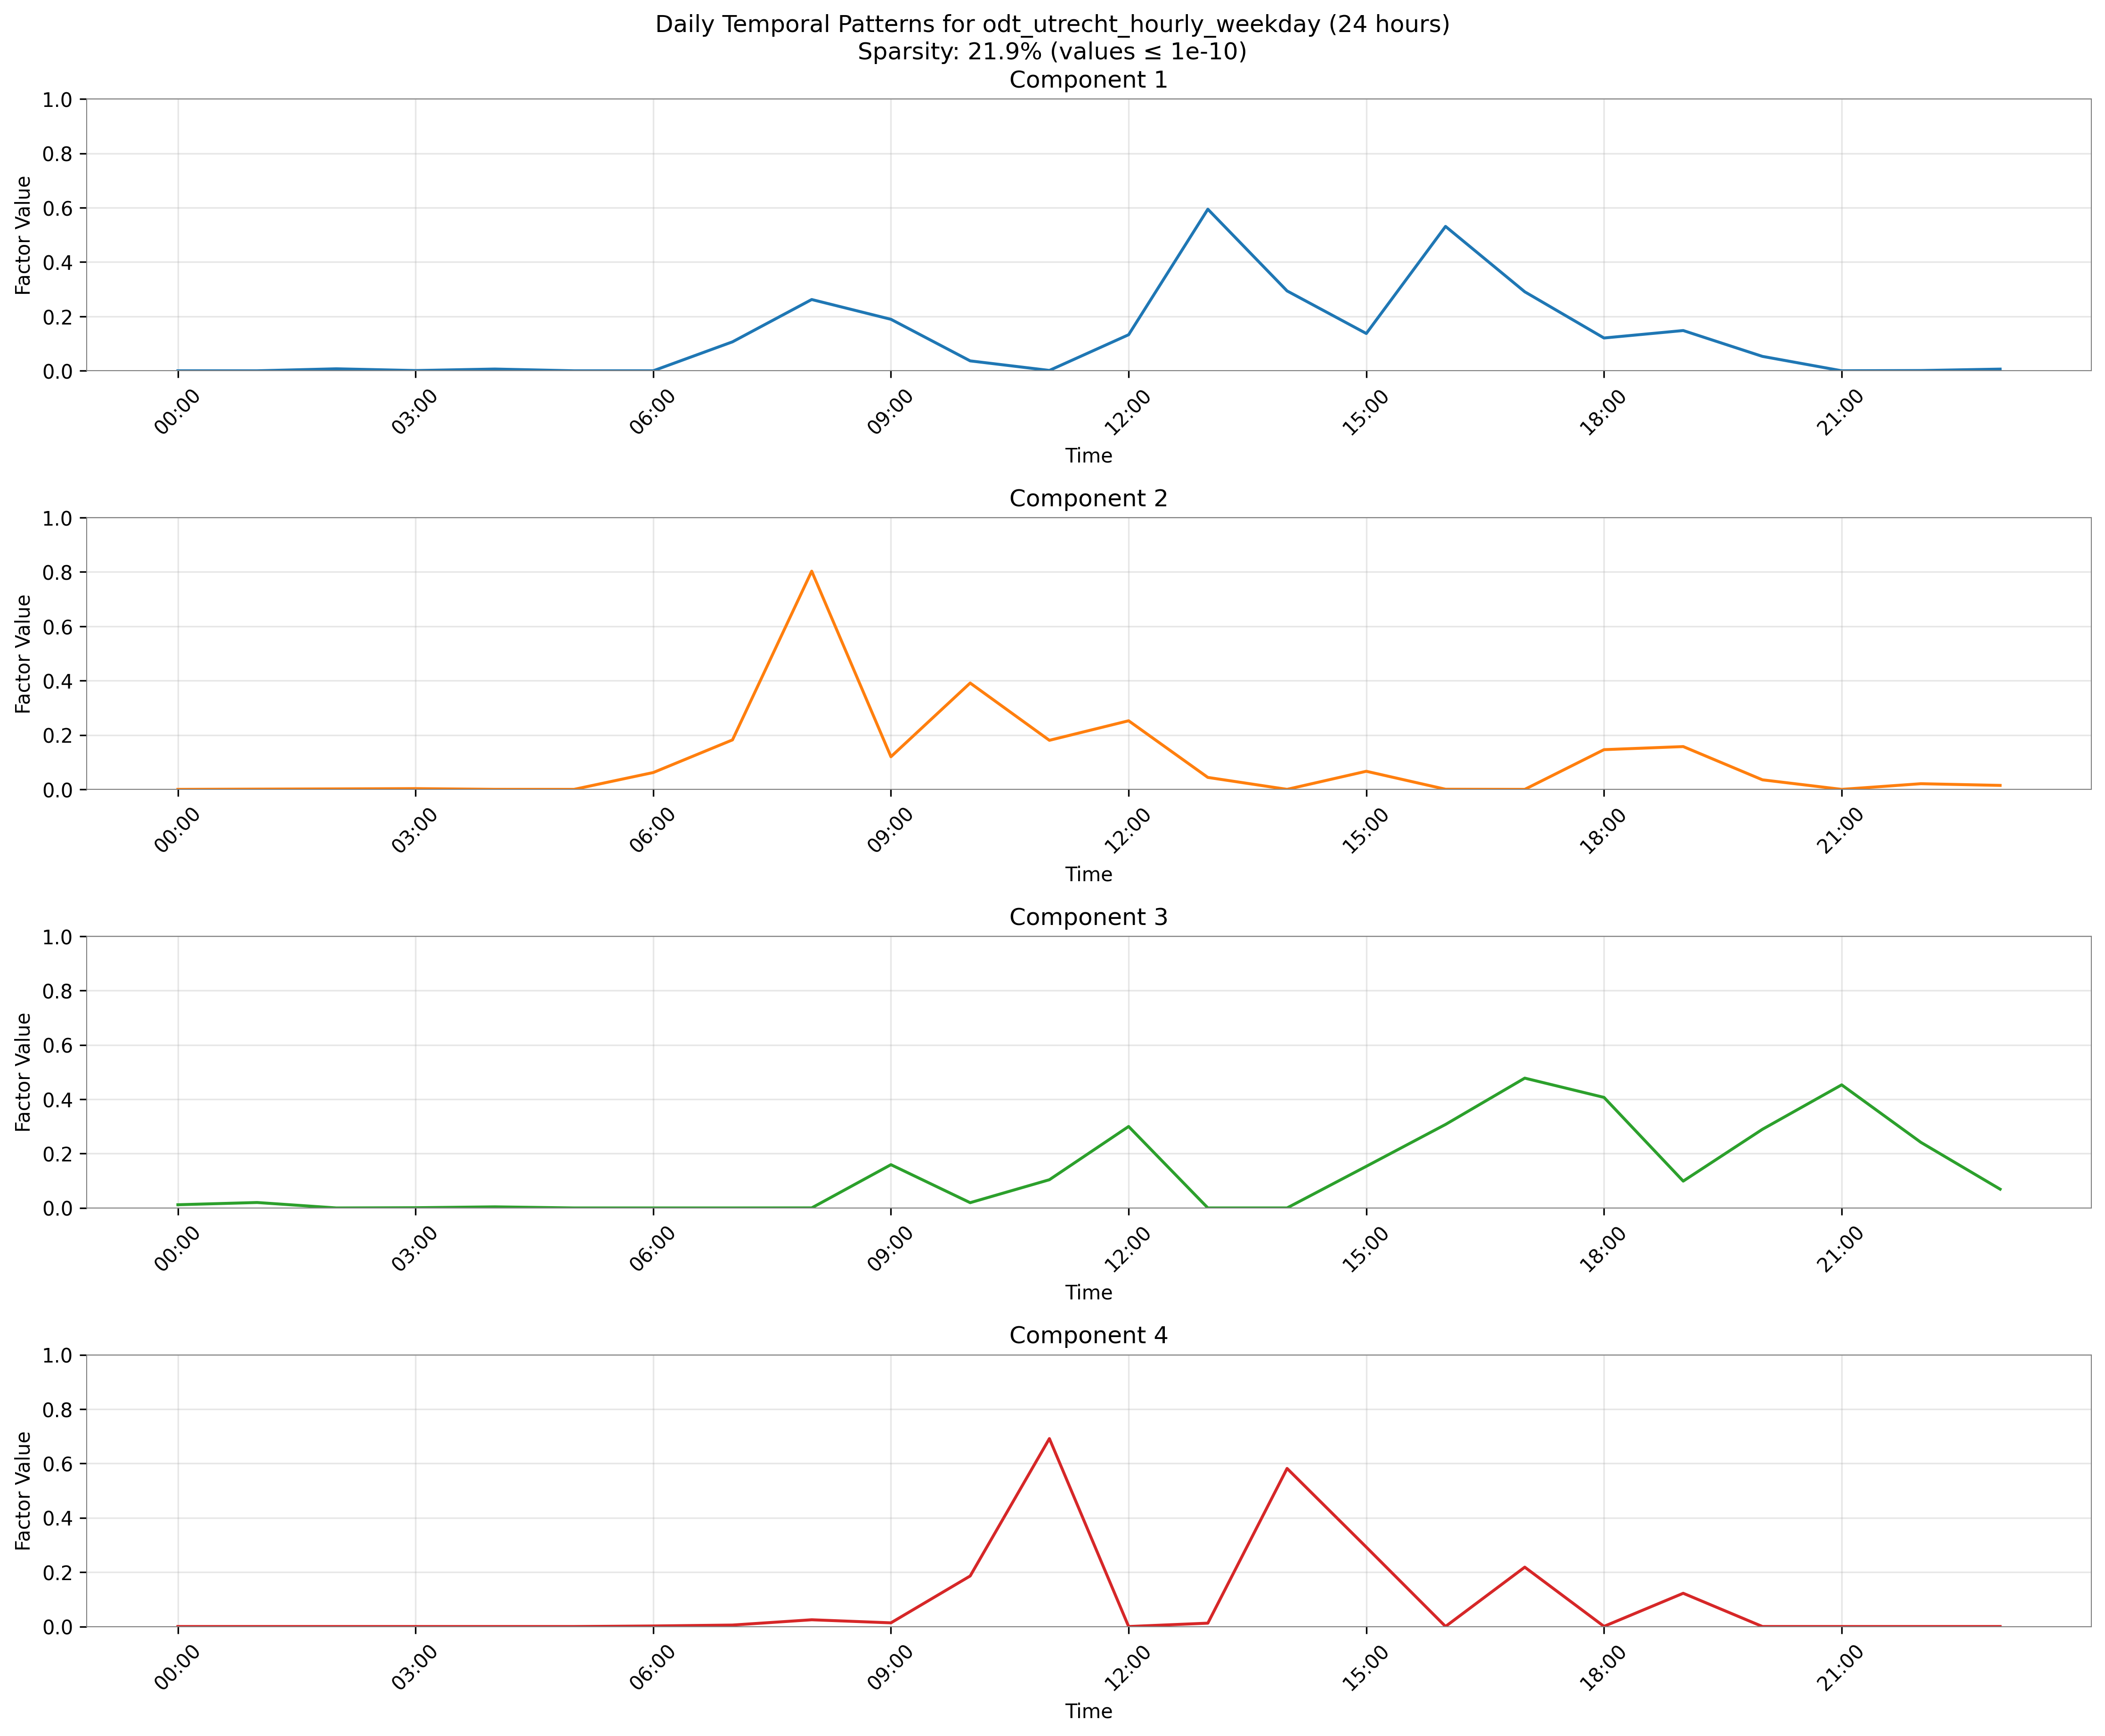 Daily Temporal Patterns for odt_utrecht_hourly_weekday (24 hours)
Sparsity: 21.9% (values ≤ 1e-10)
Component 1
1.0
0.8
0.6
0.4
0.2
0.0
Factor Value
00:00 03:00 06:00 09:00 12:00 15:00 18:00 21:00
Time
Component 2
1.0
0.8
0.6
0.4
0.2
0.0
Factor Value
00:00 03:00 06:00 09:00 12:00 15:00 18:00 21:00
Time
Component 3
1.0
0.8
0.6
0.4
0.2
0.0
Factor Value
00:00 03:00 06:00 09:00 12:00 15:00 18:00 21:00
Time
Component 4
1.0
0.8
0.6
0.4
0.2
0.0
Factor Value
00:00 03:00 06:00 09:00 12:00 15:00 18:00 21:00
Time